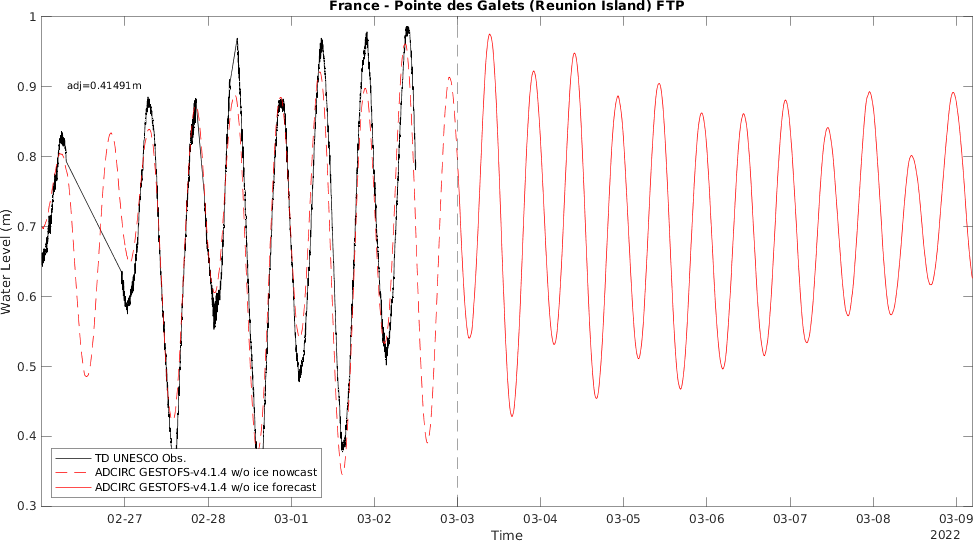 France - Pointe des Galets (Reunion Island) FTP
1
0.9
0.8
0.7
0.6
0.5
0.4
0.3
Water Level (m)
adj=0.41491m
TD UNESCO Obs.
ADCIRC GESTOFS-v4.1.4 w/o ice nowcast
ADCIRC GESTOFS-v4.1.4 w/o ice forecast
02-27 02-28 03-01 03-02 03-03 03-04 03-05 03-06 03-07 03-08 03-09
Time
2022